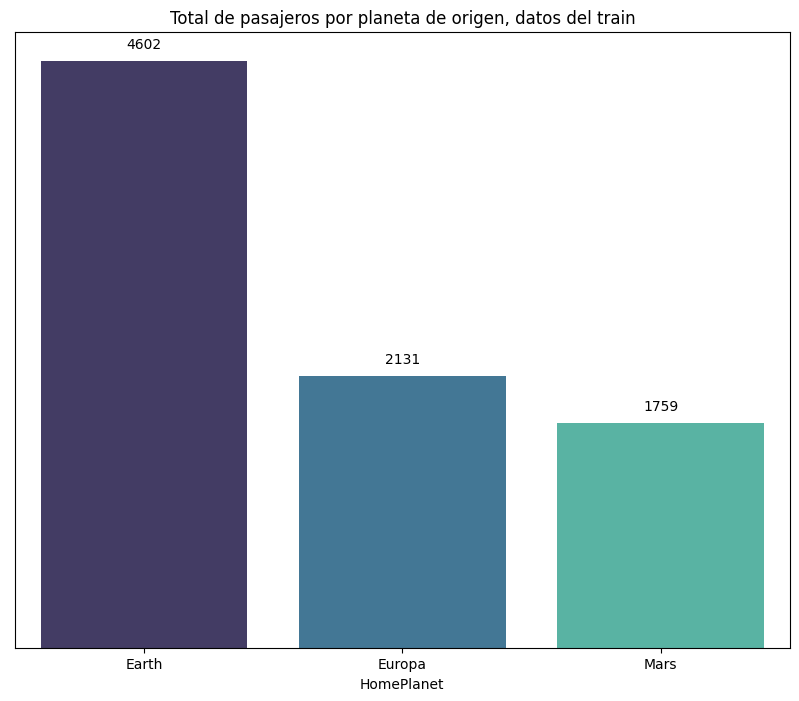 Total de pasajeros por planeta de origen, datos del train
4602
2131
1759
Earth
Europa
Mars
HomePlanet